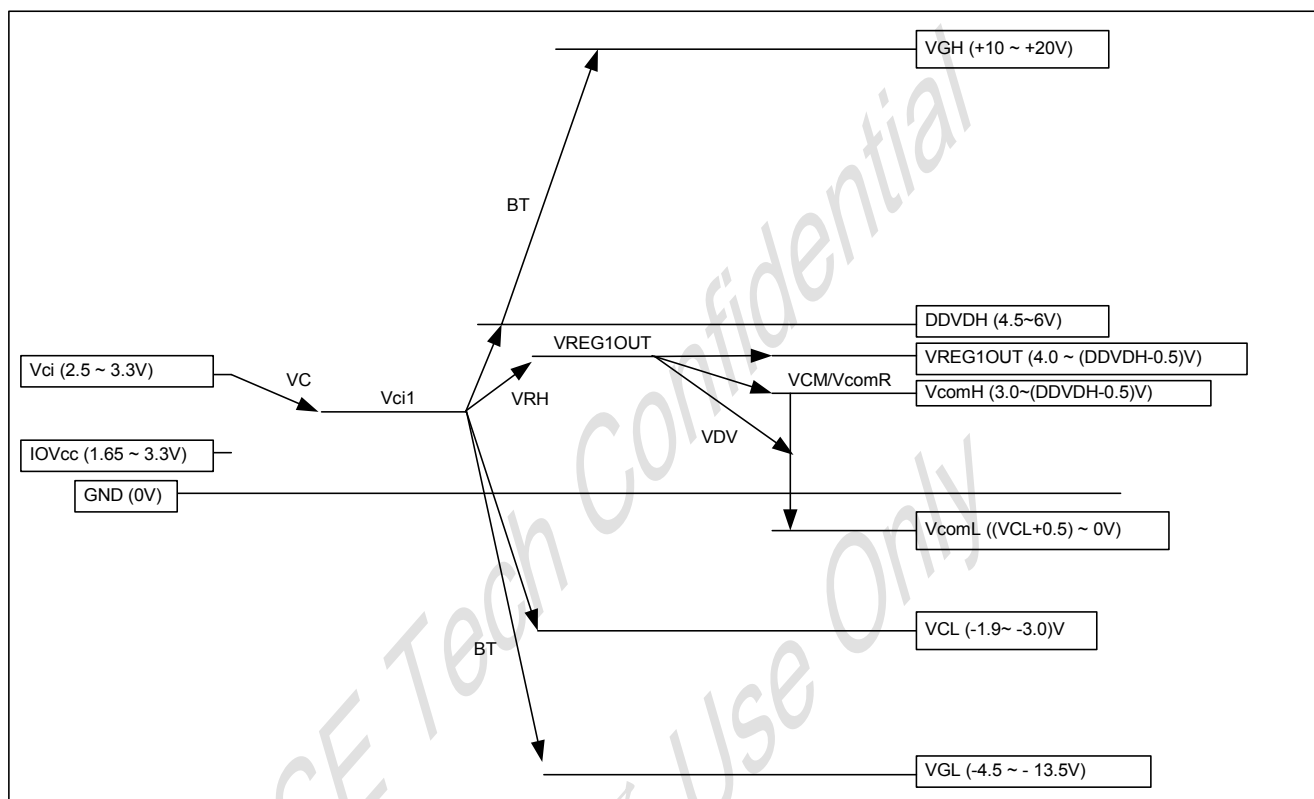 VGH (+10 ~ +20V)
BT
DDVDH (4.5~6V)
VREG1OUT
VREG1OUT (4.0 ~ (DDVDH-0.5)V)
Vci (2.5 ~ 3.3V)
VC
Vci1
VRH
VCM/VcomR
VcomH (3.0~(DDVDH-0.5)V)
VDV
IOVcc (1.65 ~ 3.3V)
GND (0V)
VcomL ((VCL+0.5) ~ 0V)
VCL (-1.9~ -3.0)V
BT
VGL (-4.5 ~ - 13.5V)
CE Tech Confidential
Use Only